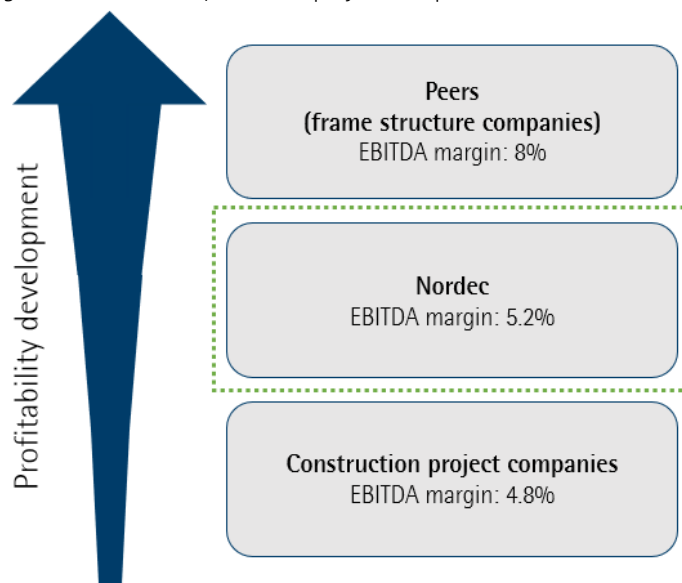 Profitability development
Peers
(frame structure companies)
EBITDA margin: 8%
Nordec
EBITDA margin: 5.2%
Construction project companies
EBITDA margin: 4.8%